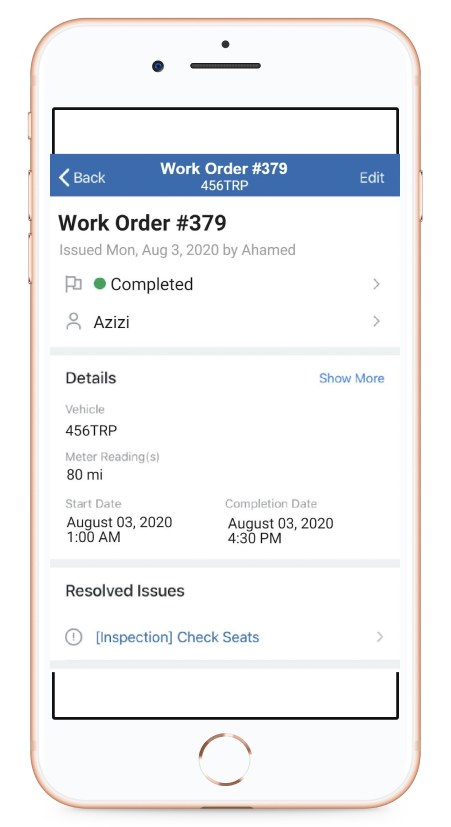 Back
Work Order #379
456TRP
Edit
Work Order #379
Issued Mon, Aug 3, 2020 by Ahamed
Completed
Azizi
Details
Show More
Vehicle
456TRP
Meter Reading(s)
80 mi
Start Date
Completion Date
August 03, 2020
1:00 AM
August 03, 2020
4:30 PM
Resolved Issues
[Inspection] Check Seats